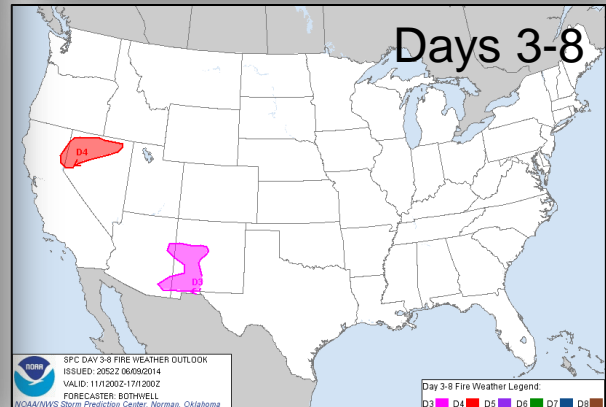 Days 3-8
D4
D3
NOAA
SPC DAY 3-8 FIRE WEATHER OUTLOOK
ISSUED: 2052Z 06/09/2014
VALID: 11/1200Z-17/1200Z
FORECASTER: BOTHWELL
NOAA/NWS Storm Prediction Center, Norman, Oklahoma
Day 3-8 Fire Weather Legend:
D3 D4 D5 D6 D7 D8